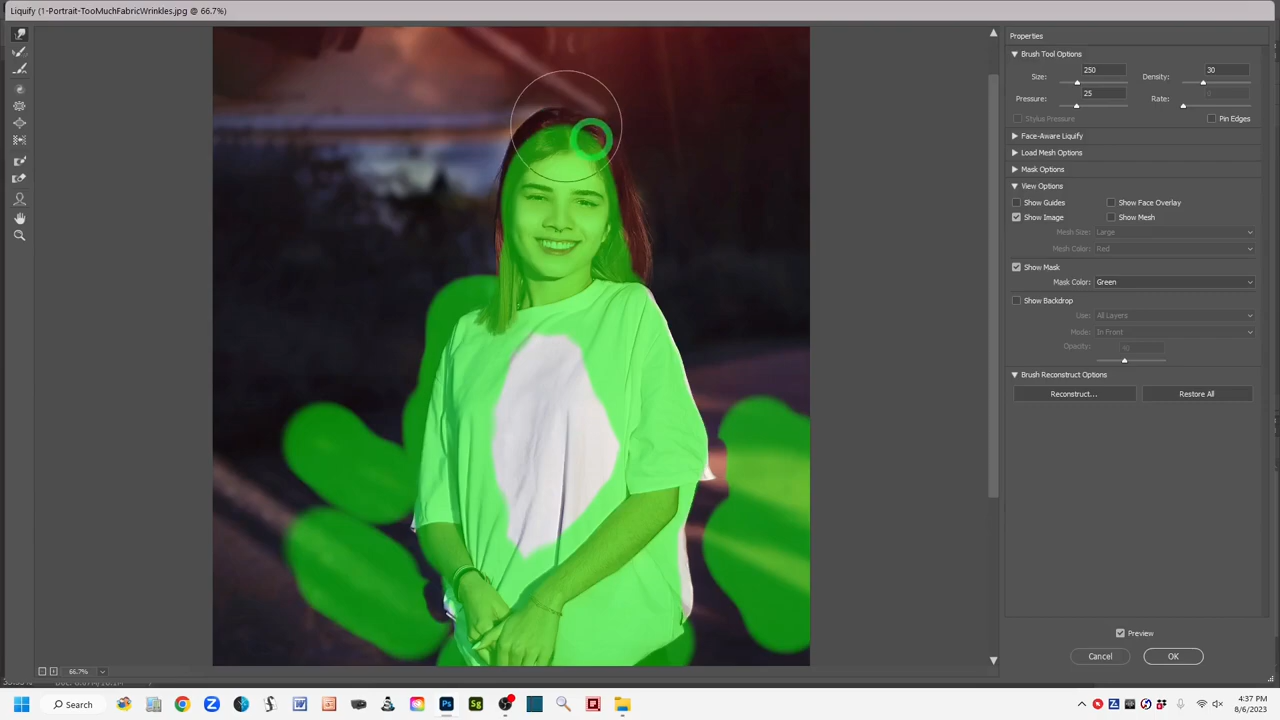 Liquify (1-Portrait-TooMuchFabricWrinkles.jpg @ 66.7%)
Properties
Brush Tool Options
Size: 250 Density: 30
Pressure: 25 Rate: 0
Stylus Pressure Pin Edges
Face-Aware Liquify
Load Mesh Options
Mask Options
View Options
Show Guides Show Face Overlay
Show Image Show Mesh
Mesh Size: Large
Mesh Color: Red
Show Mask
Mask Color: Green
Show Backdrop
Use: All Layers
Mode: In Front
Opacity:
Brush Reconstruct Options
Reconstruct... Restore All
Preview
Cancel OK
66.7%
Search
4:37 PM
8/6/2023